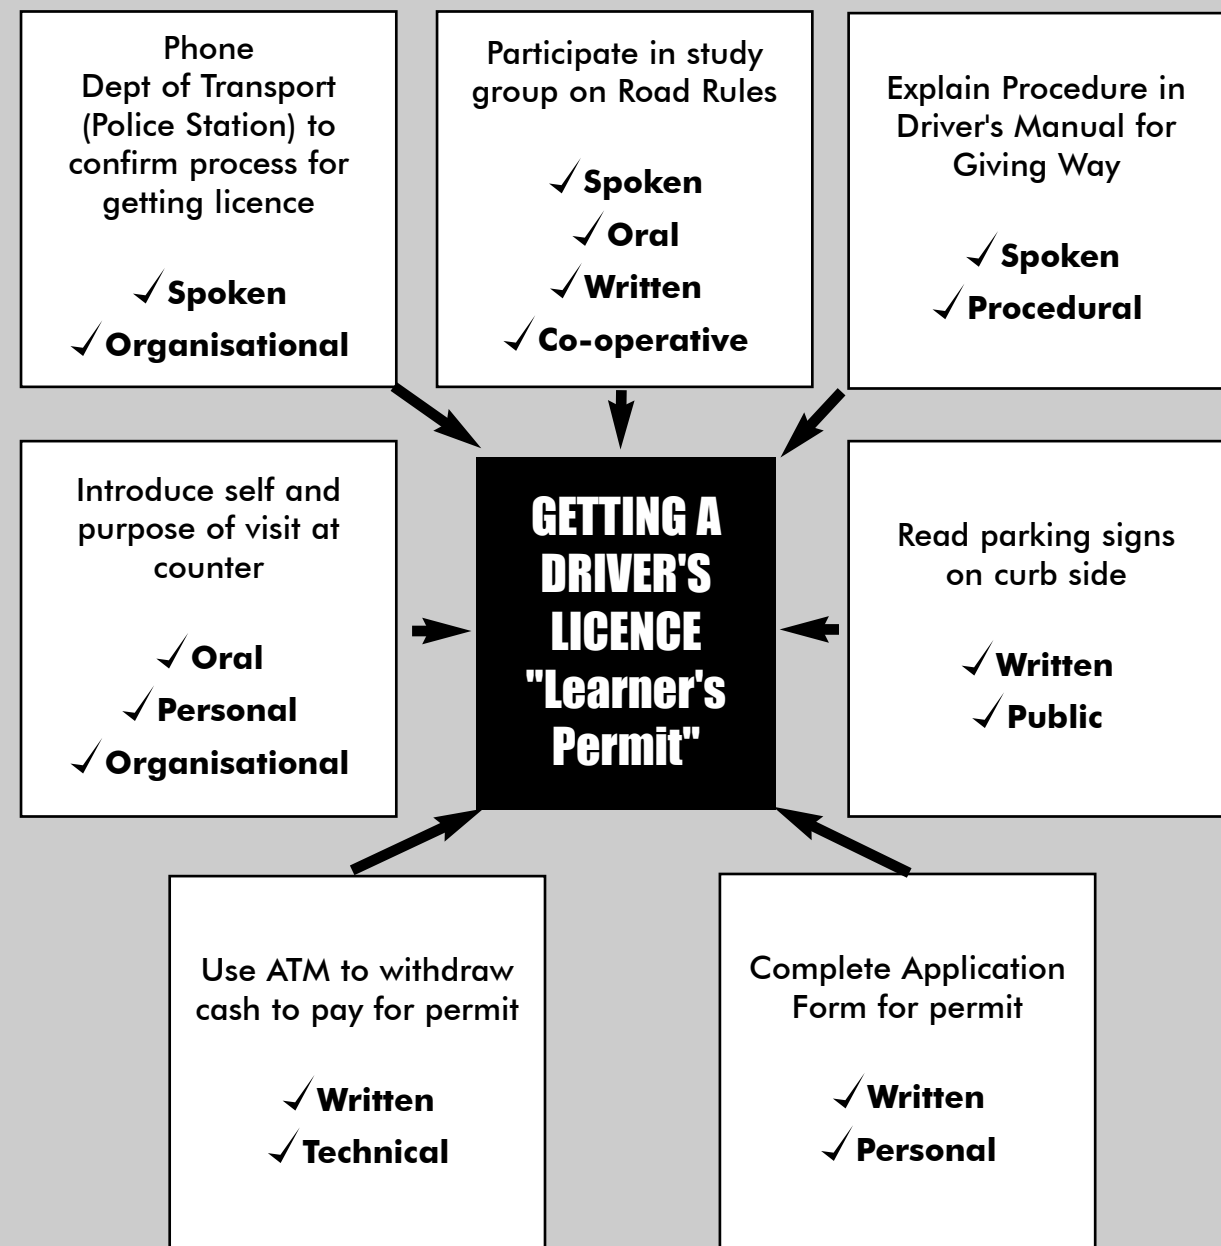 Phone
Dept of Transport
(Police Station) to
confirm process for
getting licence
✓ Spoken
✓ Organisational
Participate in study
group on Road Rules
✓ Spoken
✓ Oral
✓ Written
✓ Co-operative
Explain Procedure in
Driver's Manual for
Giving Way
✓ Spoken
✓ Procedural
Introduce self and
purpose of visit at
counter
✓ Oral
✓ Personal
✓ Organisational
GETTING A
DRIVER'S
LICENCE
"Learner's
Permit"
Read parking signs
on curb side
✓ Written
✓ Public
Use ATM to withdraw
cash to pay for permit
✓ Written
✓ Technical
Complete Application
Form for permit
✓ Written
✓ Personal